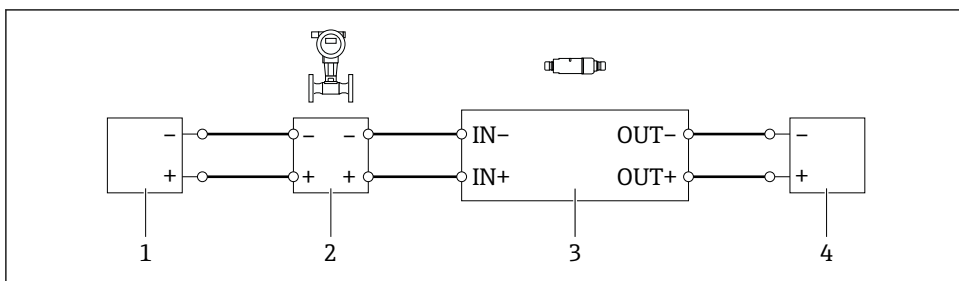 − − − IN− OUT− −
+ + + IN+ OUT+ +
1 2 3 4